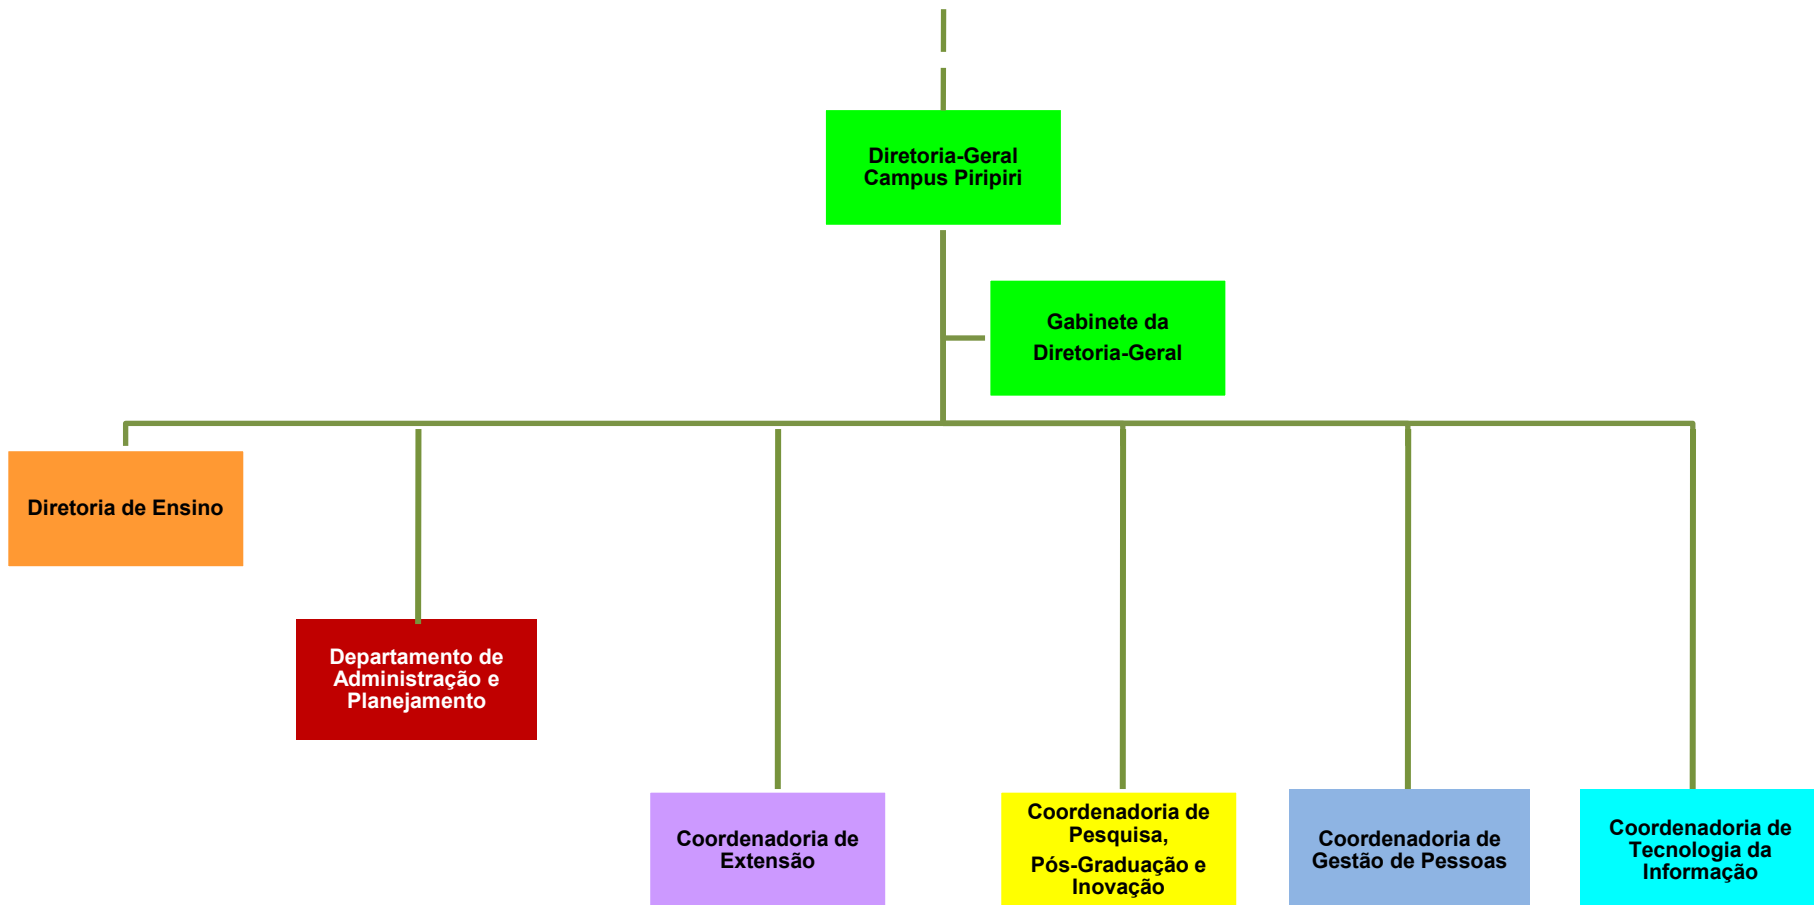 Diretoria-Geral
Campus Piripiri
Gabinete da
Diretoria-Geral
Diretoria de Ensino
Departamento de
Administração e
Planejamento
Coordenadoria de
Extensão
Coordenadoria de
Pesquisa,
Pós-Graduação e
Inovação
Coordenadoria de
Gestão de Pessoas
Coordenadoria de
Tecnologia da
Informação